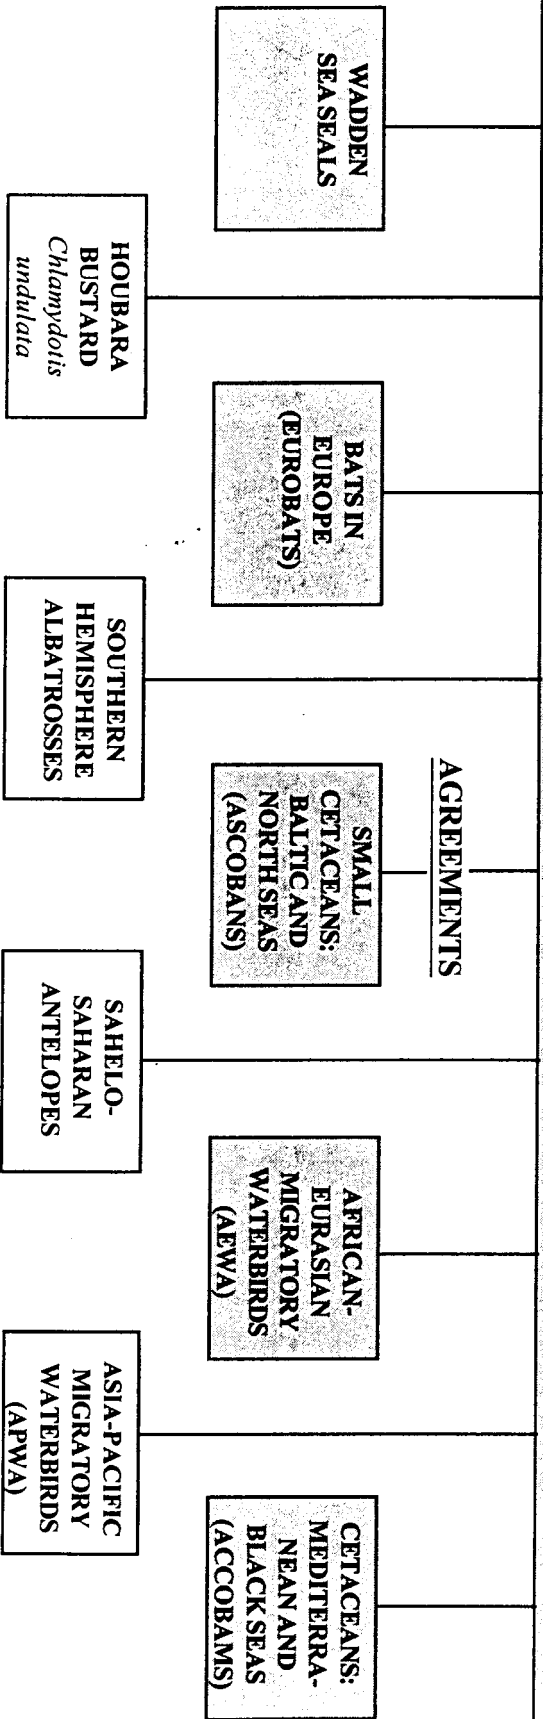 AGREEMENTS
WADDEN
SEA SEALS
BATS IN
EUROPE
(EUROBATS)
SMALL
CETACEANS:
BALTIC AND
NORTH SEAS
(ASCOBANS)
AFRICAN-
EURASIAN
MIGRATORY
WATERBIRDS
(AEWA)
CETACEANS:
MEDITERRA-
NEAN AND
BLACK SEAS
(ACCOBAMS)
HOUBARA
BUSTARD
Chlamydotis
undulata
SOUTHERN
HEMISPHERE
ALBATROSSES
SAHELO-
SAHARAN
ANTELOPES
ASIA-PACIFIC
MIGRATORY
WATERBIRDS
(APWA)